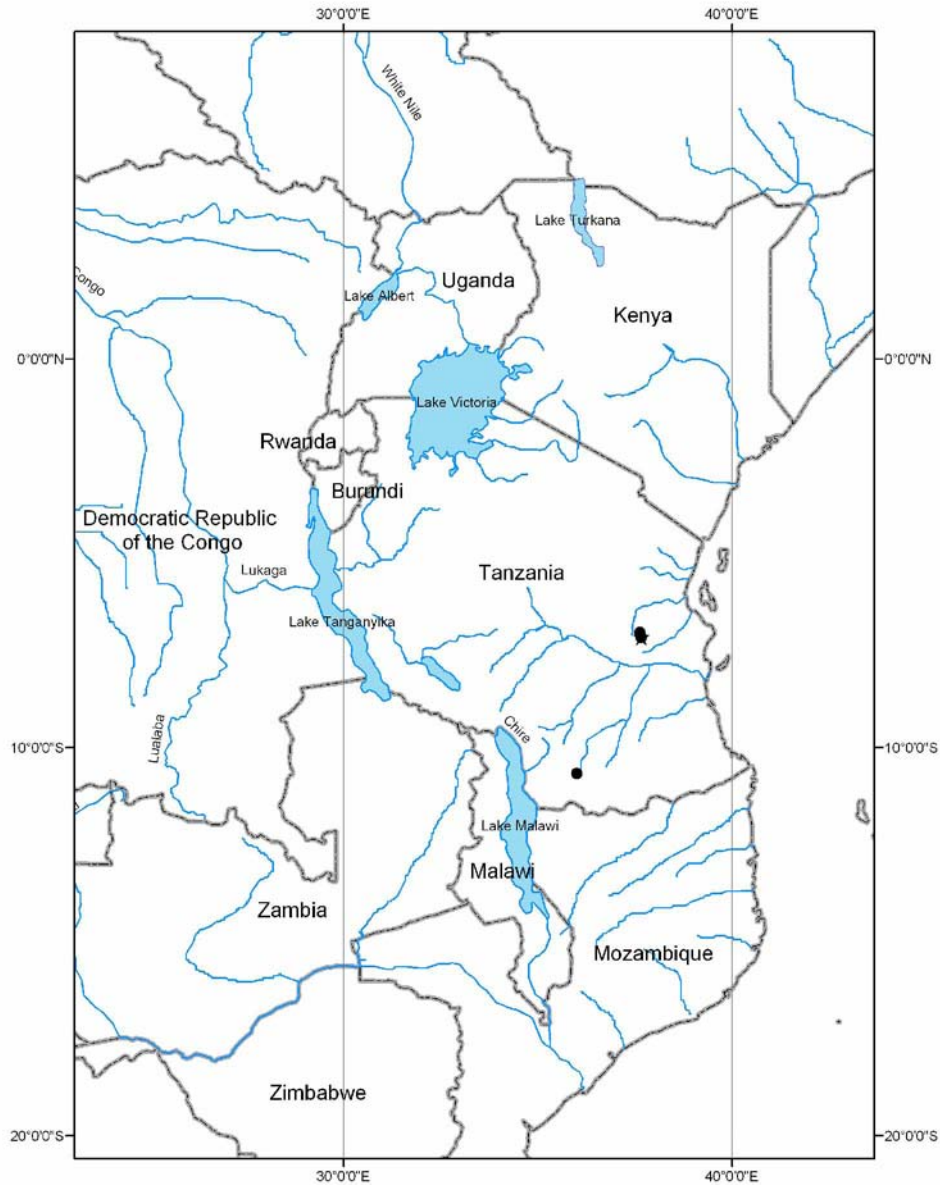 30°0'0"E
40°0'0"E
White Nile
Lake Turkana
Uganda
Congo
Lake Albert
Kenya
0°0'0"N
0°0'0"N
Lake Victoria
Rwanda
Burundi
Democratic Republic
of the Congo
Lukaga
Tanzania
Lake Tanganyika
Lualaba
Chire
10°0'0"S
10°0'0"S
Lake Malawi
Malawi
Zambia
Mozambique
Zimbabwe
20°0'0"S
20°0'0"S
30°0'0"E
40°0'0"E